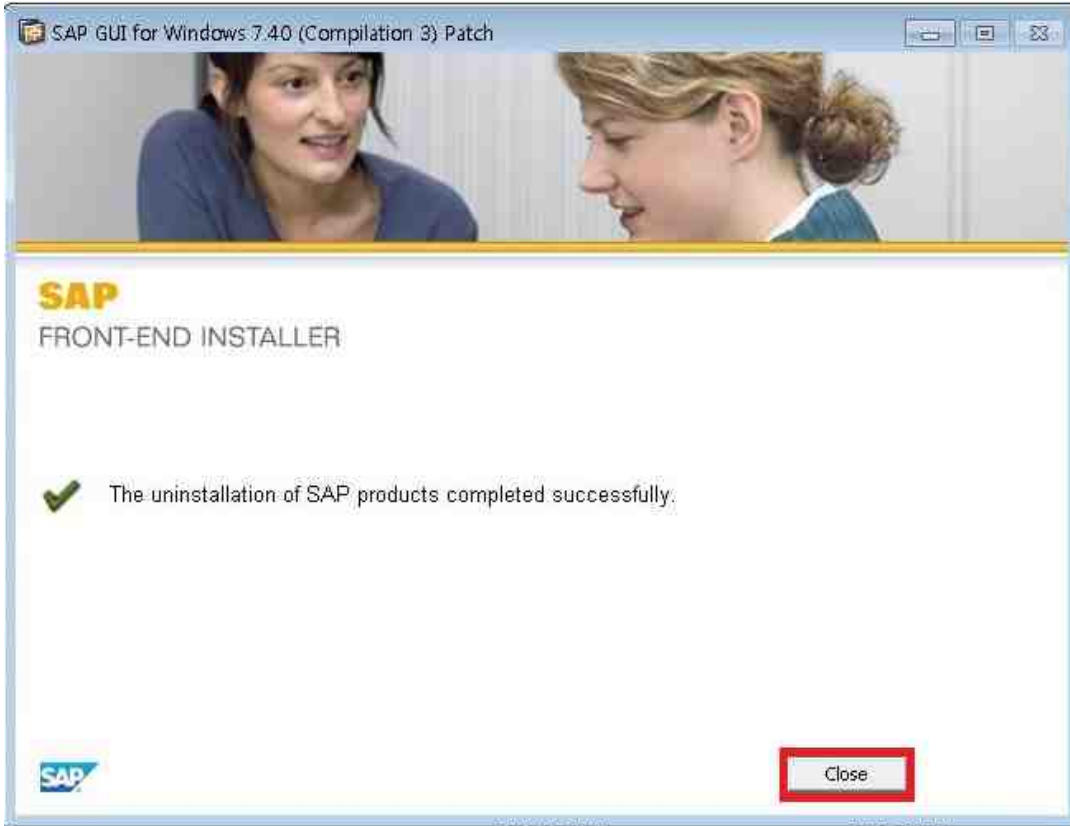 SAP GUI for Windows 7.40 (Compilation 3) Patch
SAP
FRONT-END INSTALLER
The uninstallation of SAP products completed successfully.
SAP
Close